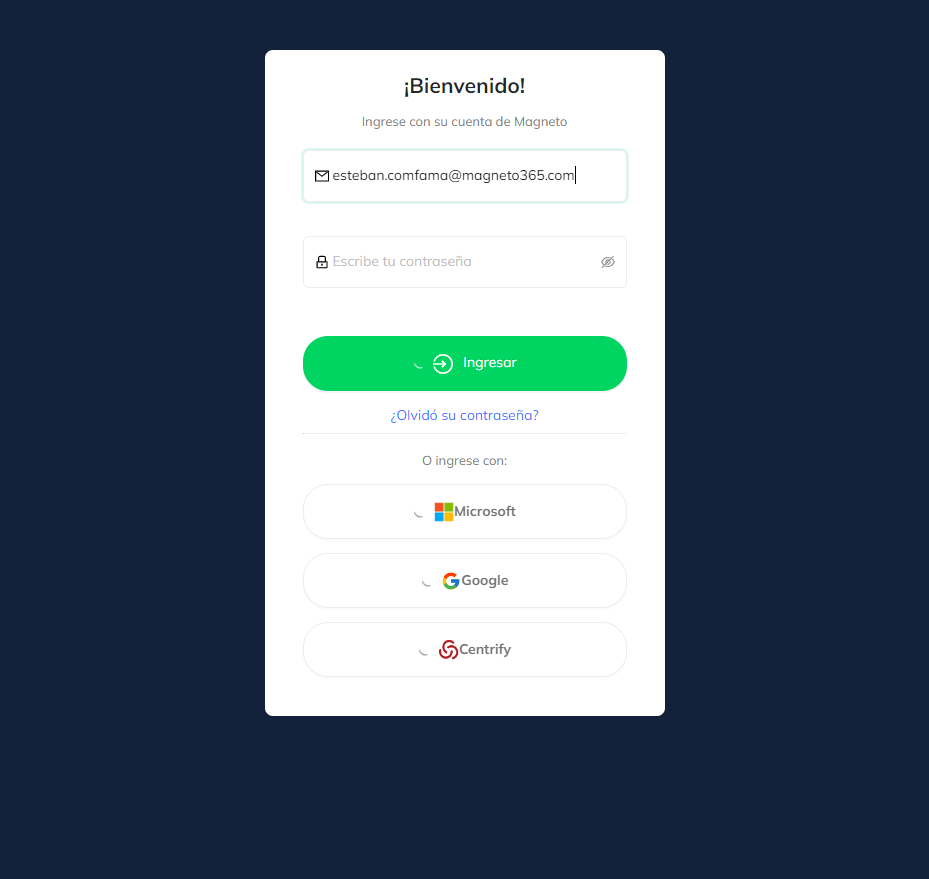 ¡Bienvenido!
Ingrese con su cuenta de Magneto
esteban.comfama@magneto365.com
Escribe tu contraseña
Ingresar
¿Olvidó su contraseña?
O ingrese con:
Microsoft
Google
Centrify